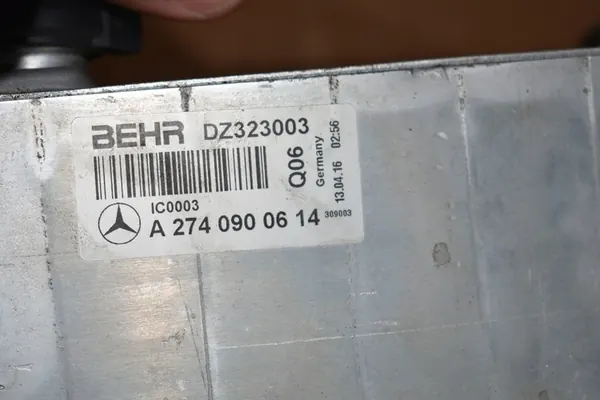 BEHR DZ323003
IC0003
A 274 090 06 14
309003
Q06
Germany
13.04.16 02:56